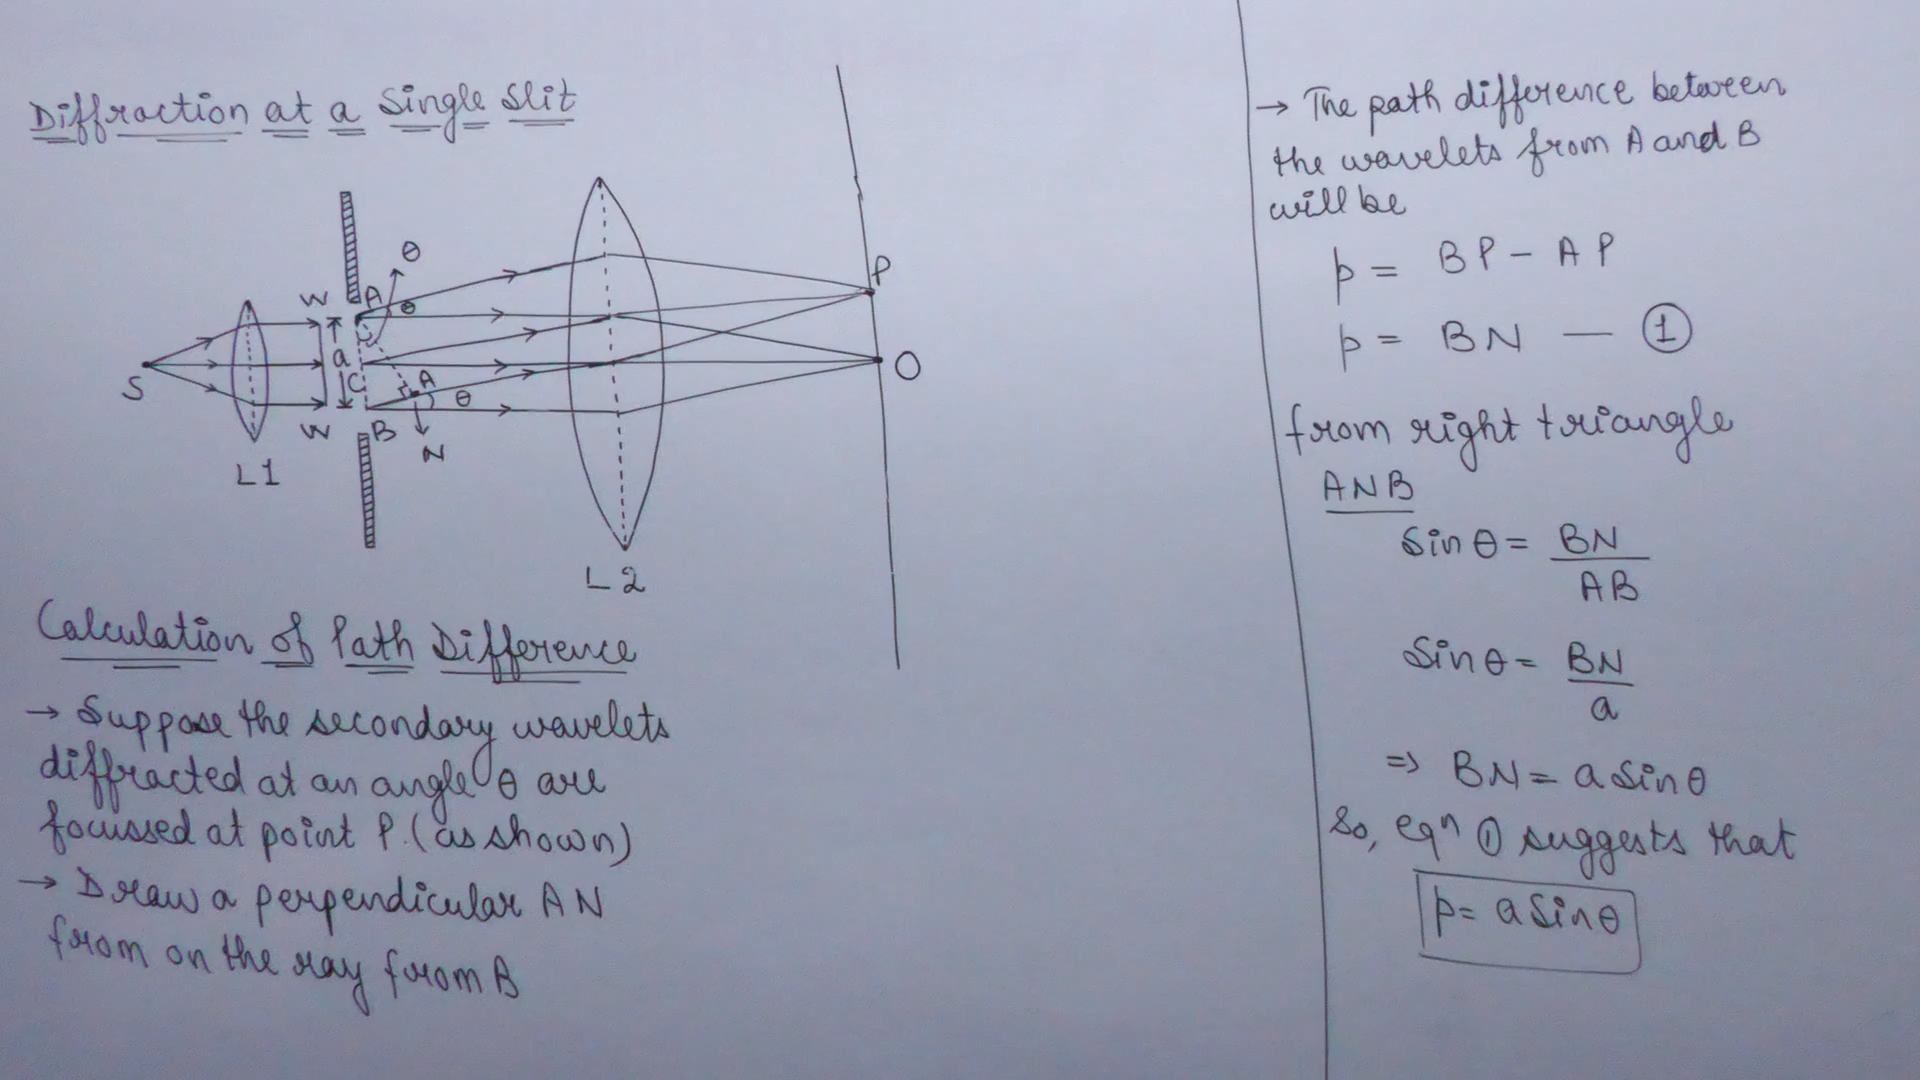 Diffraction at a Single Slit
θ
W
A
θ
P
a
S
C
A
θ
O
W
B
N
L1
L2
Calculation of Path Difference
→ Suppose the secondary wavelets
diffracted at an angle θ are
focussed at point P. (as shown)
→ Draw a perpendicular AN
from on the ray from B
→ The path difference between
the wavelets from A and B
will be
p = BP - AP
p = BN — ①
from right triangle
ANB
Sin θ = BN
AB
Sin θ = BN
a
=> BN = a Sin θ
So, eqⁿ ① suggests that
p = a Sin θ